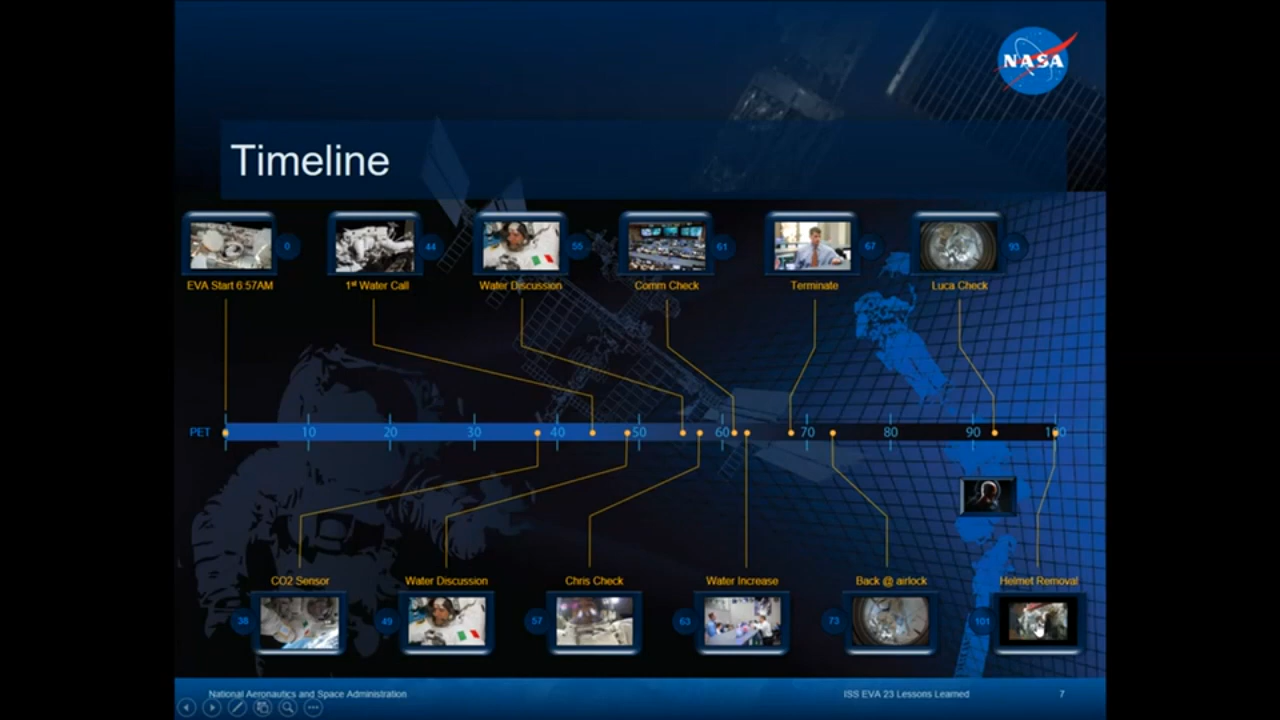 NASA
Timeline
0
44
55
61
67
93
EVA Start 6:57AM
1st Water Call
Water Discussion
Comm Check
Terminate
Luca Check
PET
10
20
30
40
50
60
70
80
90
100
CO2 Sensor
Water Discussion
Chris Check
Water Increase
Back @ airlock
Helmet Removal
38
49
57
63
73
101
National Aeronautics and Space Administration
ISS EVA 23 Lessons Learned
7